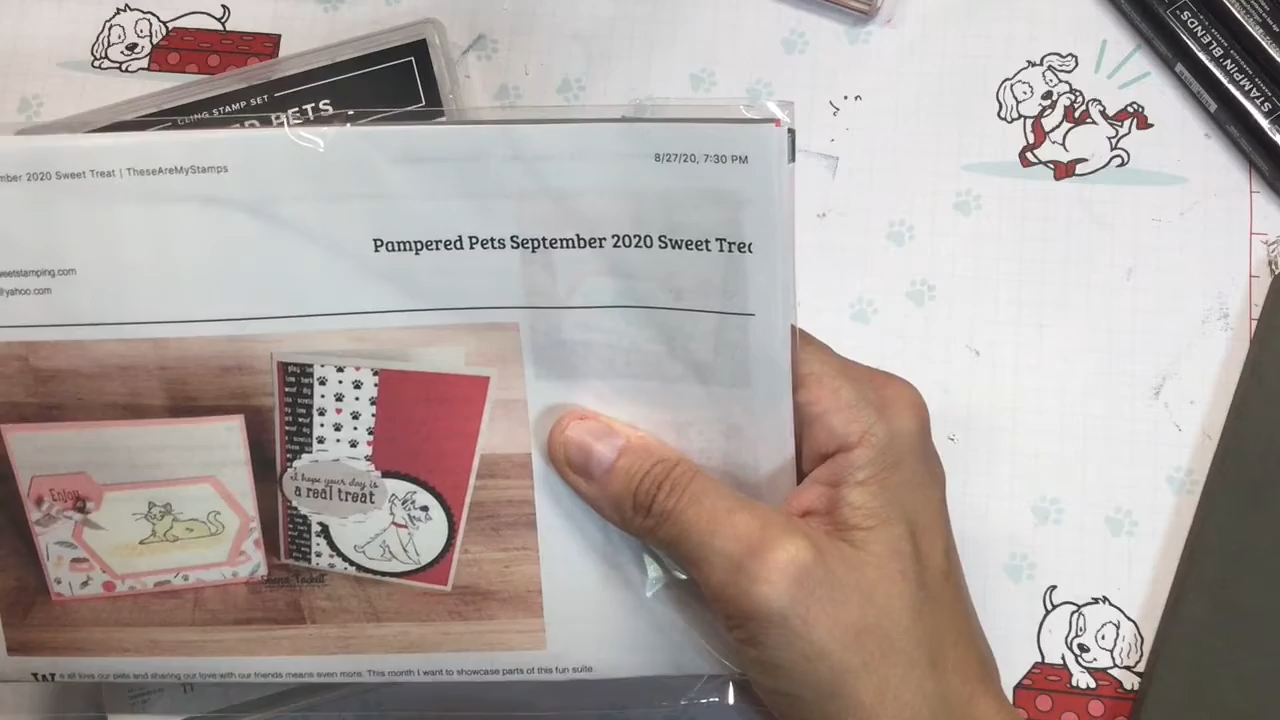 CLING STAMP SET
PETS
STAMPIN' BLENDS
mber 2020 Sweet Treat | TheseAreMyStamps
8/27/20, 7:30 PM
Pampered Pets September 2020 Sweet Trea
weetstamping.com
@yahoo.com
Enjoy
I hope your day is
a real treat
We all love our pets and sharing our love with our friends means even more. This month I want to showcase parts of this fun suite.